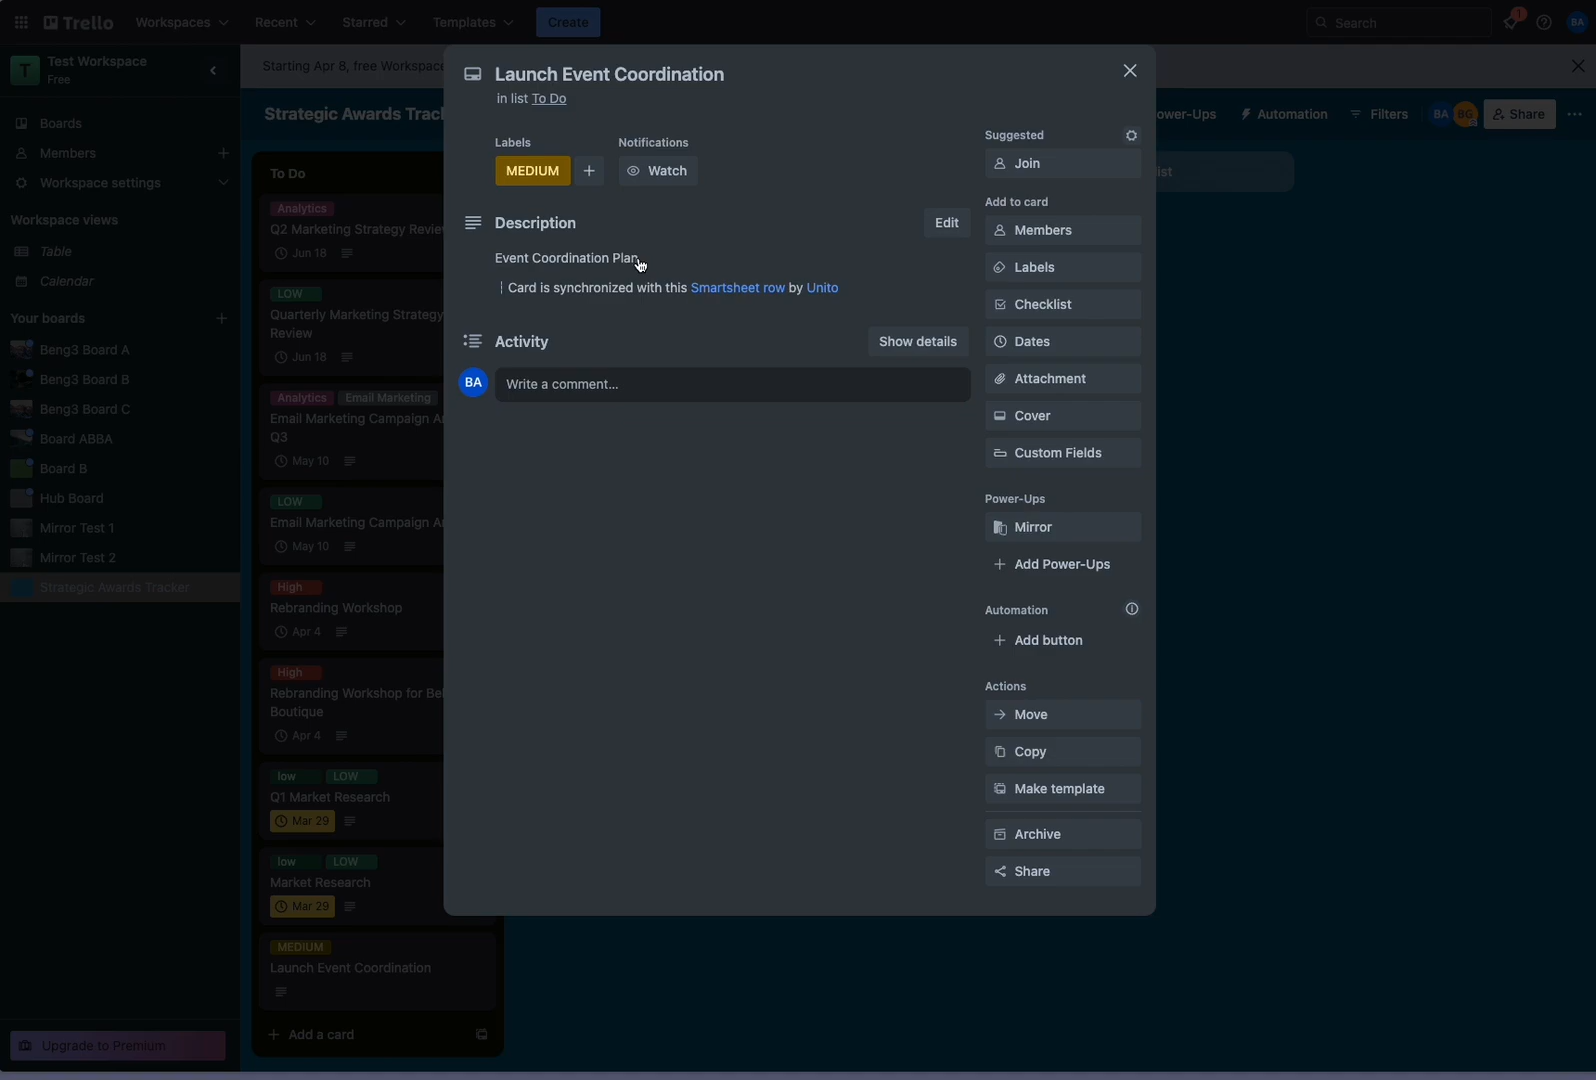 Trello Workspaces Recent Starred Templates Create Search 1 BA
T Test Workspace
Free
Starting Apr 8, free Workspace
Strategic Awards Trac
ower-Ups Automation Filters BA BG Share
Boards
Members
Workspace settings
Workspace views
Table
Calendar
Your boards
Beng3 Board A
Beng3 Board B
Beng3 Board C
Board ABBA
Board B
Hub Board
Mirror Test 1
Mirror Test 2
Strategic Awards Tracker
Upgrade to Premium
To Do
Analytics
Q2 Marketing Strategy Revie
Jun 18
LOW
Quarterly Marketing Strategy
Review
Jun 18
Analytics Email Marketing
Email Marketing Campaign A
Q3
May 10
LOW
Email Marketing Campaign A
May 10
High
Rebranding Workshop
Apr 4
High
Rebranding Workshop for Be
Boutique
Apr 4
low LOW
Q1 Market Research
Mar 29
low LOW
Market Research
Mar 29
MEDIUM
Launch Event Coordination
Add a card
ist
Launch Event Coordination
in list To Do
Labels Notifications
MEDIUM Watch
Description Edit
Event Coordination Plan
Card is synchronized with this Smartsheet row by Unito
Activity Show details
BA Write a comment...
Suggested
Join
Add to card
Members
Labels
Checklist
Dates
Attachment
Cover
Custom Fields
Power-Ups
Mirror
Add Power-Ups
Automation
Add button
Actions
Move
Copy
Make template
Archive
Share